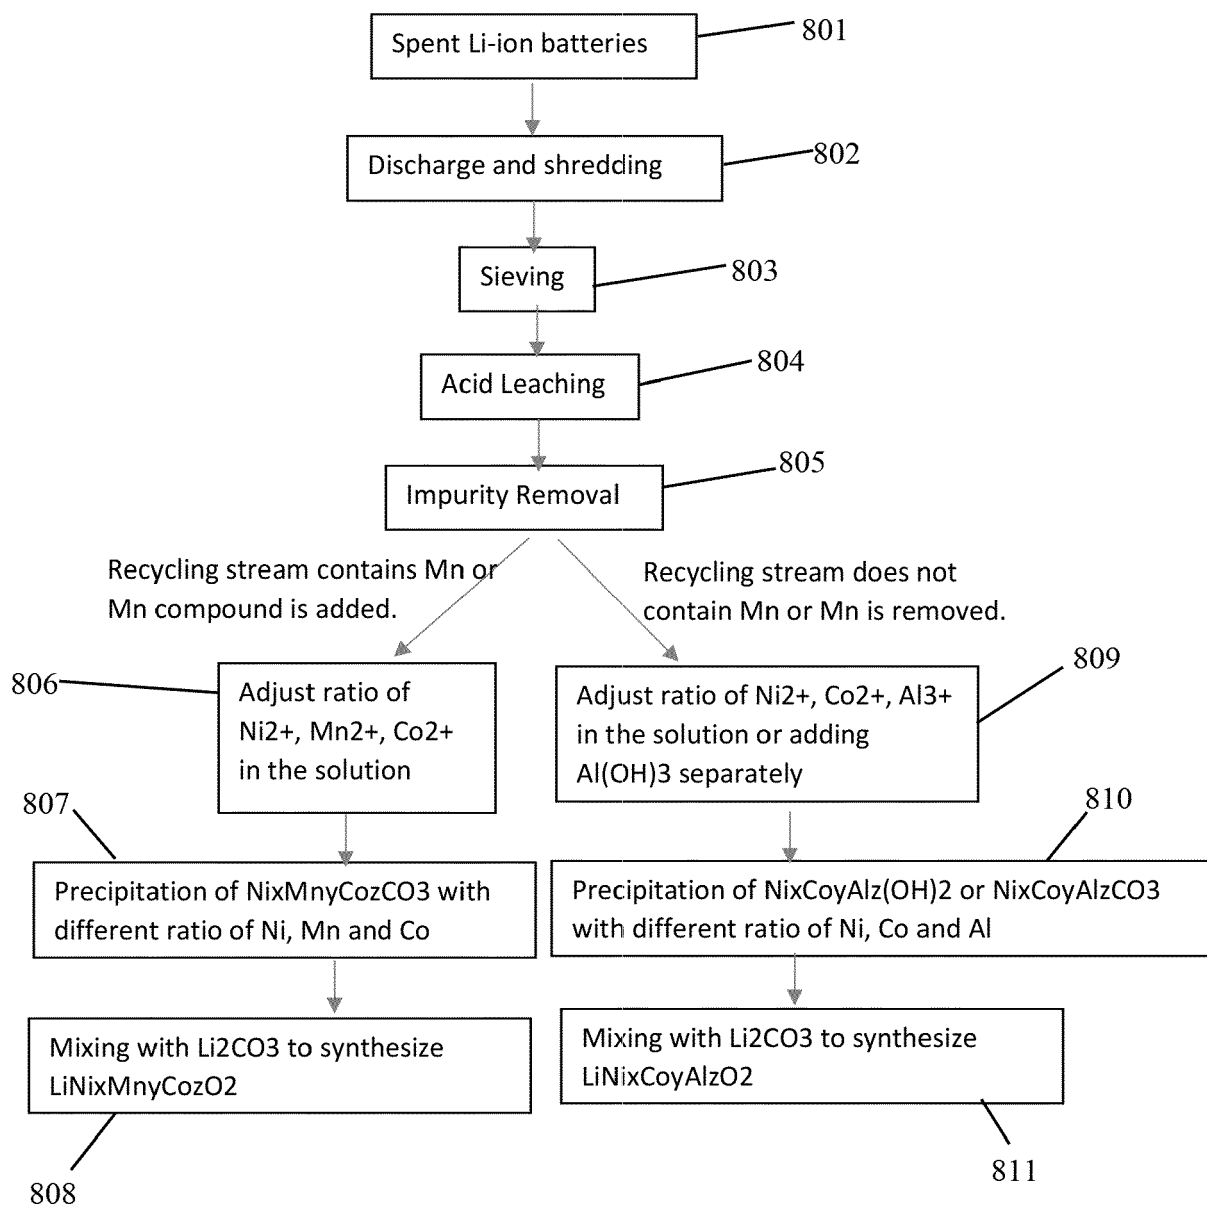 Spent Li-ion batteries
801
Discharge and shredding
802
Sieving
803
Acid Leaching
804
Impurity Removal
805
Recycling stream contains Mn or
Mn compound is added.
Recycling stream does not
contain Mn or Mn is removed.
806
Adjust ratio of
Ni2+, Mn2+, Co2+
in the solution
809
Adjust ratio of Ni2+, Co2+, Al3+
in the solution or adding
Al(OH)3 separately
807
Precipitation of NixMnyCozCO3 with
different ratio of Ni, Mn and Co
810
Precipitation of NixCoyAlz(OH)2 or NixCoyAlzCO3
with different ratio of Ni, Co and Al
Mixing with Li2CO3 to synthesize
LiNixMnyCozO2
808
Mixing with Li2CO3 to synthesize
LiNixCoyAlzO2
811